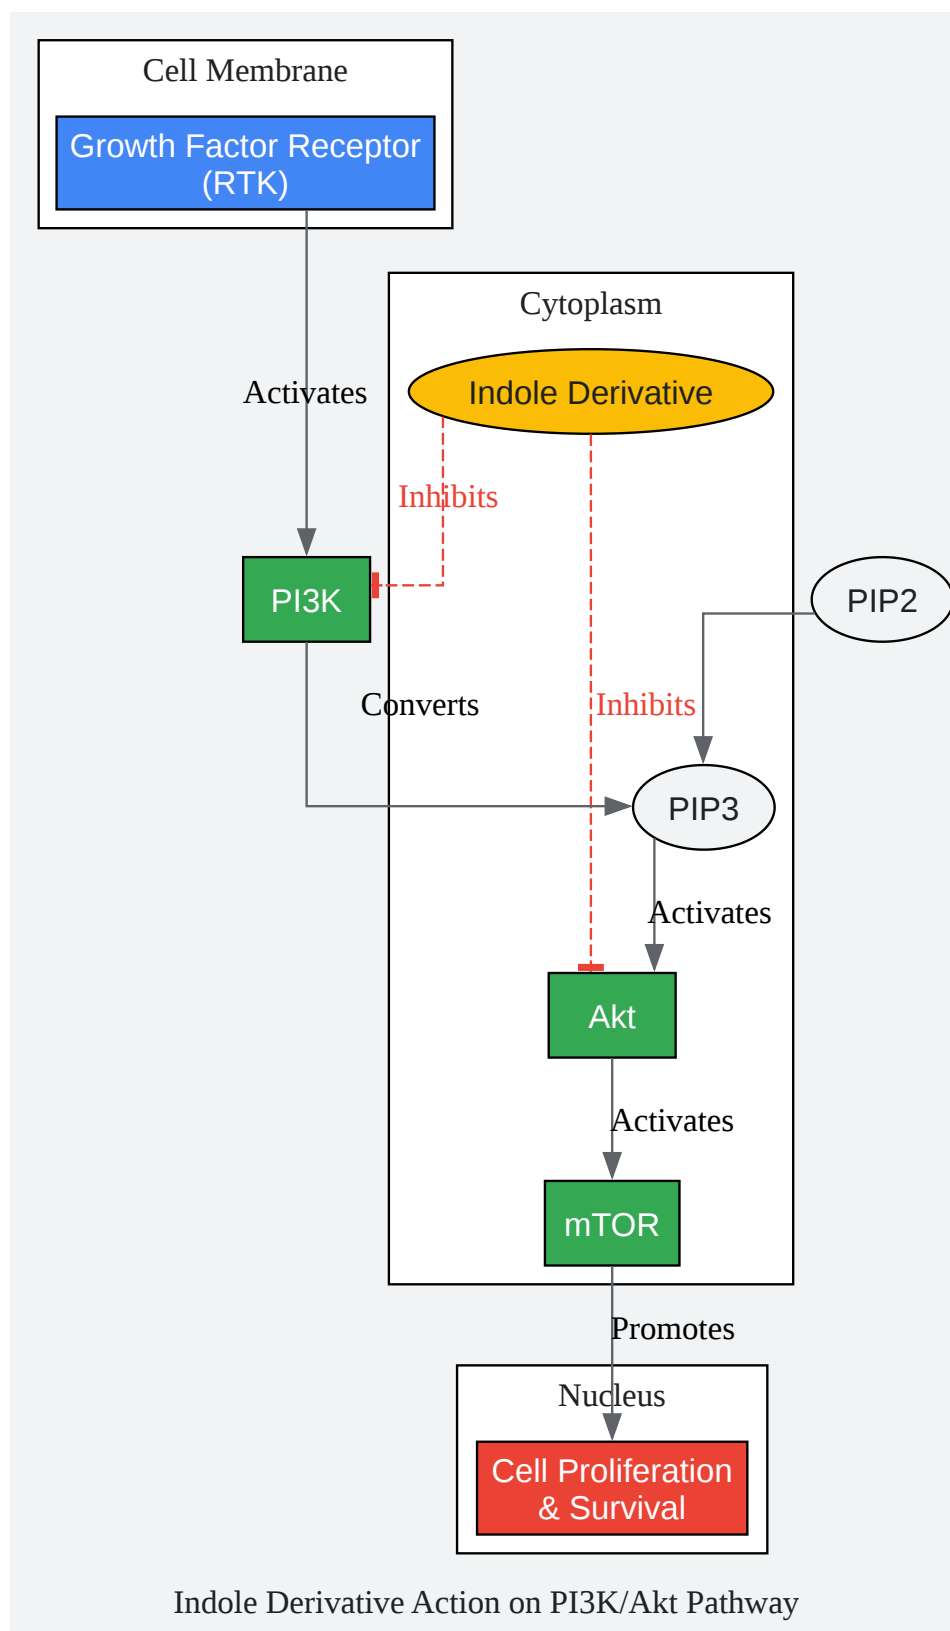 Cell Membrane
Growth Factor Receptor
(RTK)
Cytoplasm
Activates
Indole Derivative
Inhibits
PI3K
PIP2
Converts
Inhibits
PIP3
Activates
Akt
Activates
mTOR
Promotes
Nucleus
Cell Proliferation
& Survival
Indole Derivative Action on PI3K/Akt Pathway